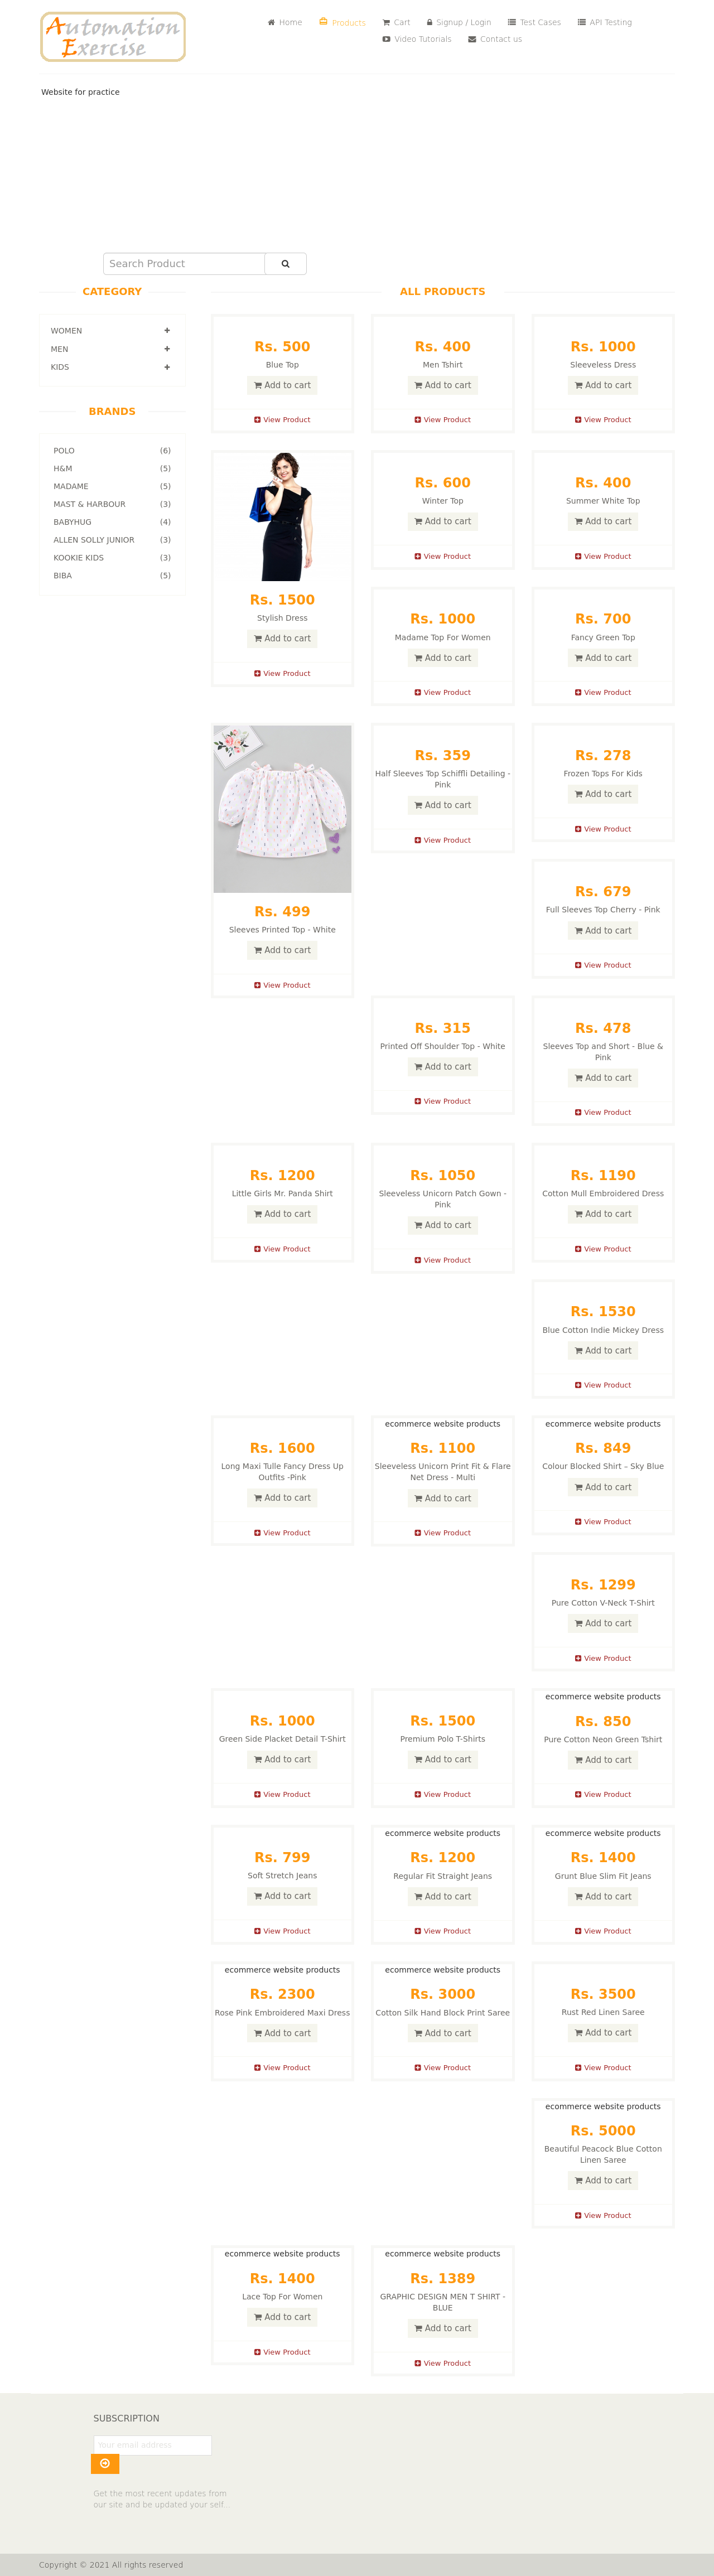 Automation
Exercise
Home
Products
Cart
Signup / Login
Test Cases
API Testing
Video Tutorials
Contact us
Website for practice
Search Product
CATEGORY
WOMEN
MEN
KIDS
BRANDS
POLO (6)
H&M (5)
MADAME (5)
MAST & HARBOUR (3)
BABYHUG (4)
ALLEN SOLLY JUNIOR (3)
KOOKIE KIDS (3)
BIBA (5)
ALL PRODUCTS
Rs. 500
Blue Top
Add to cart
View Product
Rs. 400
Men Tshirt
Add to cart
View Product
Rs. 1000
Sleeveless Dress
Add to cart
View Product
Rs. 1500
Stylish Dress
Add to cart
View Product
Rs. 600
Winter Top
Add to cart
View Product
Rs. 400
Summer White Top
Add to cart
View Product
Rs. 1000
Madame Top For Women
Add to cart
View Product
Rs. 700
Fancy Green Top
Add to cart
View Product
Rs. 499
Sleeves Printed Top - White
Add to cart
View Product
Rs. 359
Half Sleeves Top Schiffli Detailing -
Pink
Add to cart
View Product
Rs. 278
Frozen Tops For Kids
Add to cart
View Product
Rs. 679
Full Sleeves Top Cherry - Pink
Add to cart
View Product
Rs. 315
Printed Off Shoulder Top - White
Add to cart
View Product
Rs. 478
Sleeves Top and Short - Blue &
Pink
Add to cart
View Product
Rs. 1200
Little Girls Mr. Panda Shirt
Add to cart
View Product
Rs. 1050
Sleeveless Unicorn Patch Gown -
Pink
Add to cart
View Product
Rs. 1190
Cotton Mull Embroidered Dress
Add to cart
View Product
Rs. 1530
Blue Cotton Indie Mickey Dress
Add to cart
View Product
Rs. 1600
Long Maxi Tulle Fancy Dress Up
Outfits -Pink
Add to cart
View Product
ecommerce website products
Rs. 1100
Sleeveless Unicorn Print Fit & Flare
Net Dress - Multi
Add to cart
View Product
ecommerce website products
Rs. 849
Colour Blocked Shirt – Sky Blue
Add to cart
View Product
Rs. 1299
Pure Cotton V-Neck T-Shirt
Add to cart
View Product
Rs. 1000
Green Side Placket Detail T-Shirt
Add to cart
View Product
Rs. 1500
Premium Polo T-Shirts
Add to cart
View Product
ecommerce website products
Rs. 850
Pure Cotton Neon Green Tshirt
Add to cart
View Product
Rs. 799
Soft Stretch Jeans
Add to cart
View Product
ecommerce website products
Rs. 1200
Regular Fit Straight Jeans
Add to cart
View Product
ecommerce website products
Rs. 1400
Grunt Blue Slim Fit Jeans
Add to cart
View Product
ecommerce website products
Rs. 2300
Rose Pink Embroidered Maxi Dress
Add to cart
View Product
ecommerce website products
Rs. 3000
Cotton Silk Hand Block Print Saree
Add to cart
View Product
Rs. 3500
Rust Red Linen Saree
Add to cart
View Product
ecommerce website products
Rs. 5000
Beautiful Peacock Blue Cotton
Linen Saree
Add to cart
View Product
ecommerce website products
Rs. 1400
Lace Top For Women
Add to cart
View Product
ecommerce website products
Rs. 1389
GRAPHIC DESIGN MEN T SHIRT -
BLUE
Add to cart
View Product
SUBSCRIPTION
Your email address
Get the most recent updates from
our site and be updated your self...
Copyright © 2021 All rights reserved